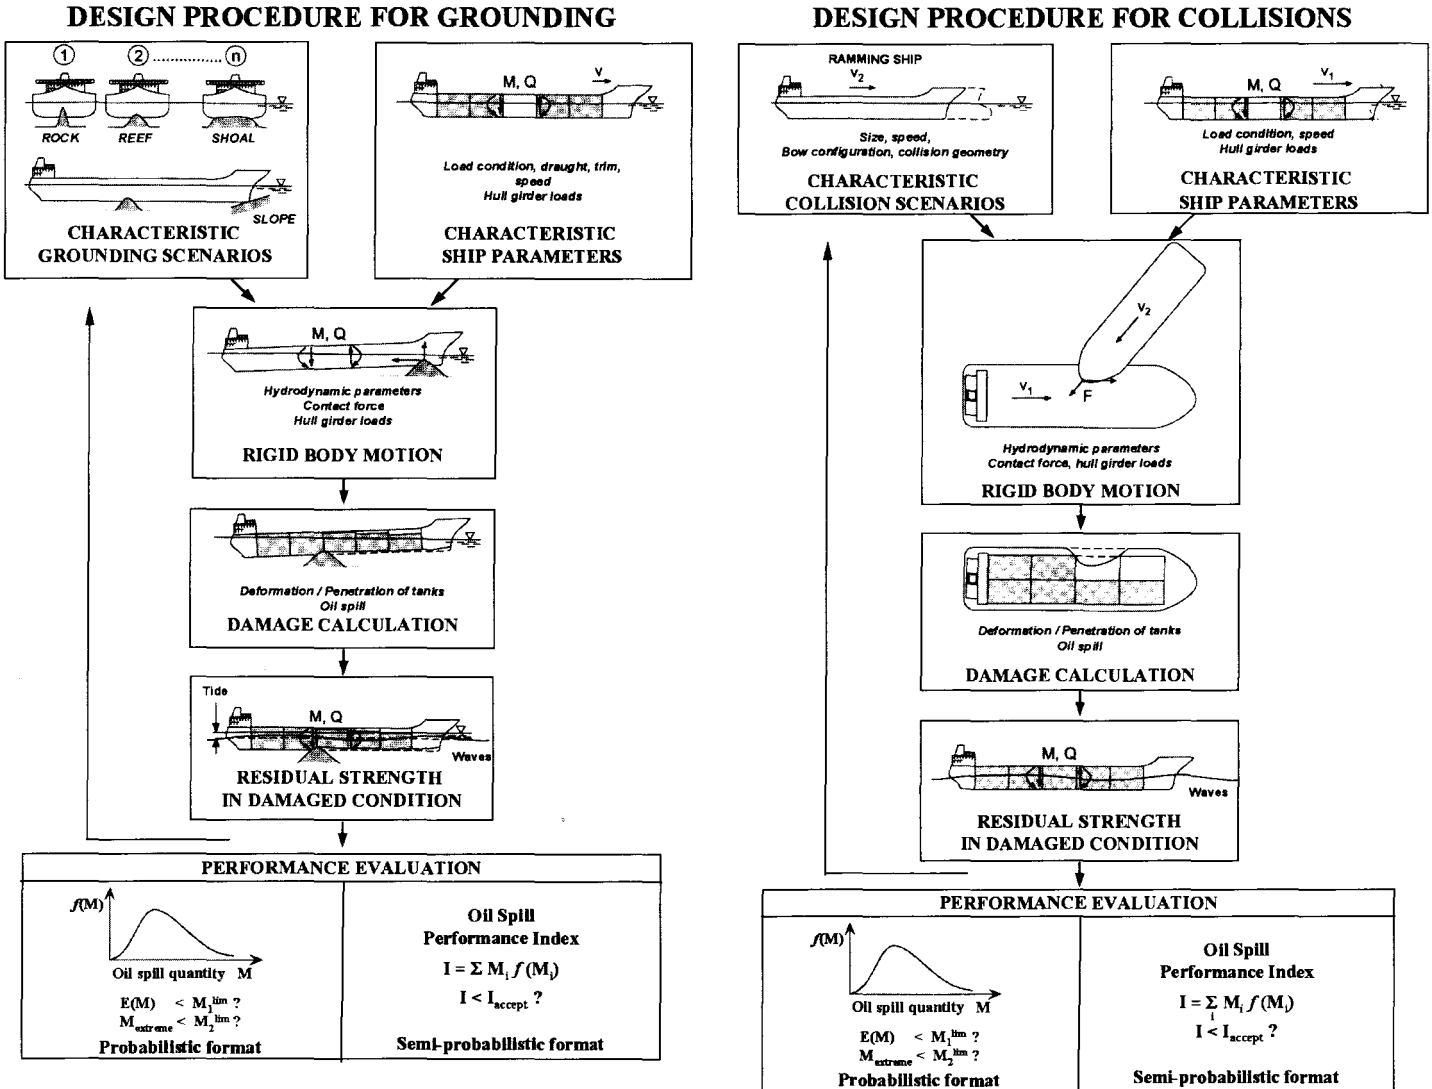 DESIGN PROCEDURE FOR GROUNDING
1 2 ............... n
ROCK REEF SHOAL
SLOPE
CHARACTERISTIC
GROUNDING SCENARIOS
M, Q v
Load condition, draught, trim,
speed
Hull girder loads
CHARACTERISTIC
SHIP PARAMETERS
M, Q
Hydrodynamic parameters
Contact force
Hull girder loads
RIGID BODY MOTION
Deformation / Penetration of tanks
Oil spill
DAMAGE CALCULATION
Tide
M, Q
Waves
RESIDUAL STRENGTH
IN DAMAGED CONDITION
PERFORMANCE EVALUATION
f(M)
Oil spill quantity M
E(M) < M₁lim ?
Mextreme < M₂lim ?
Probabilistic format
Oil Spill
Performance Index
I = Σ Mᵢ f (Mᵢ)
I < Iaccept ?
Semi-probabilistic format
DESIGN PROCEDURE FOR COLLISIONS
RAMMING SHIP
v₂
Size, speed,
Bow configuration, collision geometry
CHARACTERISTIC
COLLISION SCENARIOS
M, Q v₁
Load condition, speed
Hull girder loads
CHARACTERISTIC
SHIP PARAMETERS
v₂
v₁
F
Hydrodynamic parameters
Contact force, hull girder loads
RIGID BODY MOTION
Deformation / Penetration of tanks
Oil spill
DAMAGE CALCULATION
M, Q
Waves
RESIDUAL STRENGTH
IN DAMAGED CONDITION
PERFORMANCE EVALUATION
f(M)
Oil spill quantity M
E(M) < M₁lim ?
Mextreme < M₂lim ?
Probabilistic format
Oil Spill
Performance Index
I = Σ Mᵢ f (Mᵢ)
i
I < Iaccept ?
Semi-probabilistic format